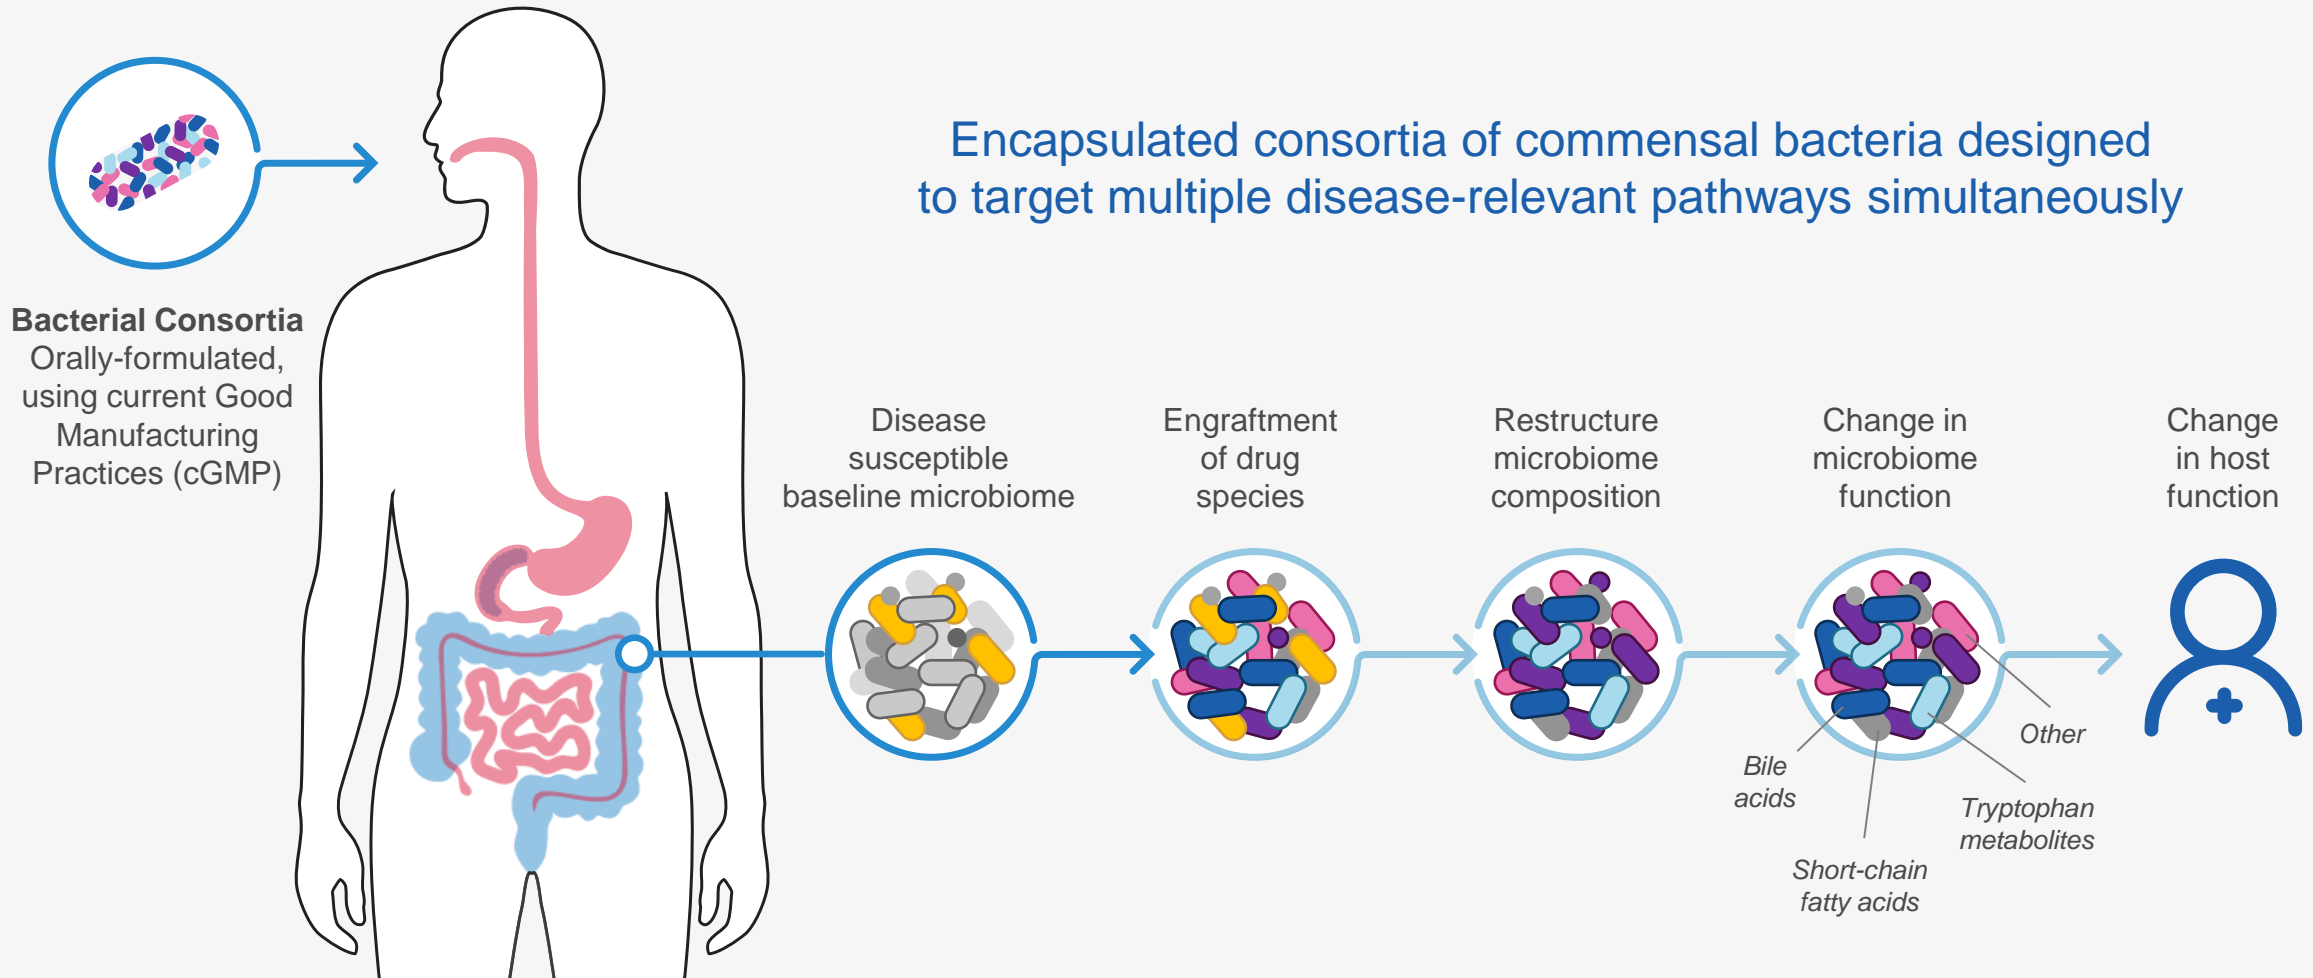 Encapsulated consortia of commensal bacteria designed
to target multiple disease-relevant pathways simultaneously
Bacterial Consortia
Orally-formulated,
using current Good
Manufacturing
Practices (cGMP)
Disease
susceptible
baseline microbiome
Engraftment
of drug
species
Restructure
microbiome
composition
Change in
microbiome
function
Change
in host
function
Bile
acids
Short-chain
fatty acids
Tryptophan
metabolites
Other